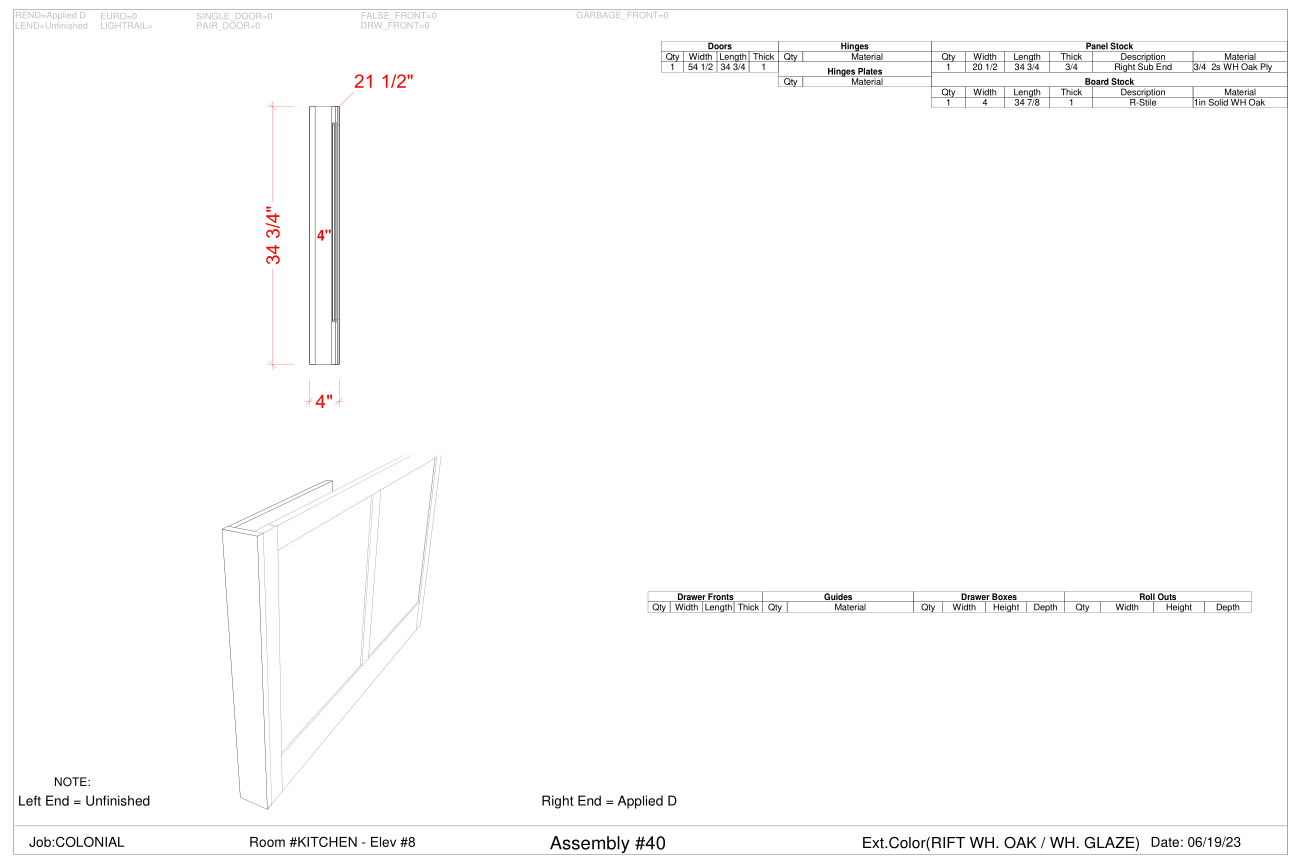 REND=Applied D EURO=0 SINGLE_DOOR=0 FALSE_FRONT=0 GARBAGE_FRONT=0
LEND=Unfinished LIGHTRAIL= PAIR_DOOR=0 DRW_FRONT=0
Doors Hinges Panel Stock
Qty Width Length Thick Qty Material Qty Width Length Thick Description Material
1 54 1/2 34 3/4 1 1 20 1/2 34 3/4 3/4 Right Sub End 3/4 2s WH Oak Ply
Hinges Plates Board Stock
Qty Material Qty Width Length Thick Description Material
1 4 34 7/8 1 R-Stile 1in Solid WH Oak
21 1/2"
34 3/4"
4"
4"
Drawer Fronts Guides Drawer Boxes Roll Outs
Qty Width Length Thick Qty Material Qty Width Height Depth Qty Width Height Depth
NOTE:
Left End = Unfinished Right End = Applied D
Job:COLONIAL Room #KITCHEN - Elev #8 Assembly #40 Ext.Color(RIFT WH. OAK / WH. GLAZE) Date: 06/19/23